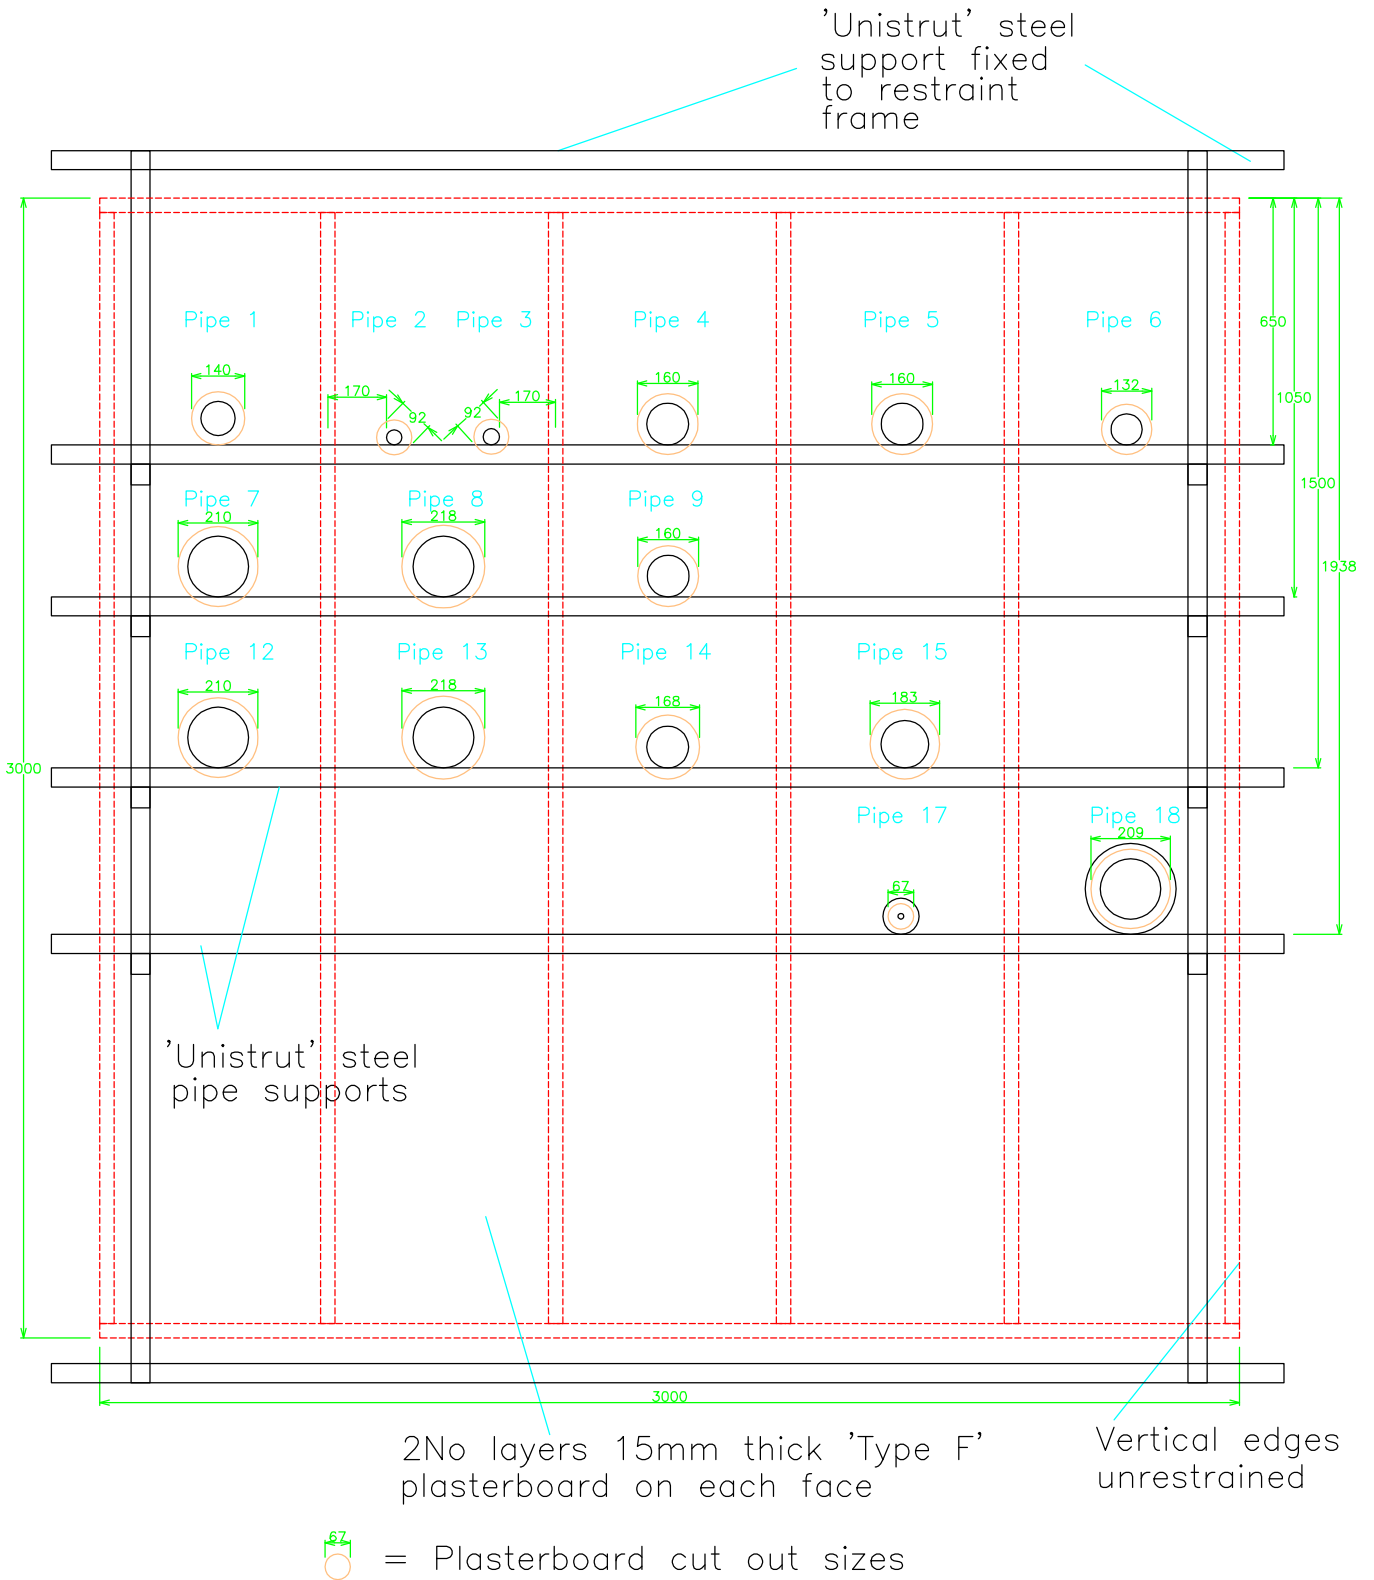 'Unistrut' steel
support fixed
to restraint
frame
Pipe 1
Pipe 2
Pipe 3
Pipe 4
Pipe 5
Pipe 6
650
140
170
92
92
170
160
160
132
1050
Pipe 7
Pipe 8
Pipe 9
1500
210
218
160
1938
Pipe 12
Pipe 13
Pipe 14
Pipe 15
210
218
168
183
3000
Pipe 17
Pipe 18
209
67
'Unistrut' steel
pipe supports
3000
2No layers 15mm thick 'Type F'
plasterboard on each face
Vertical edges
unrestrained
67
= Plasterboard cut out sizes